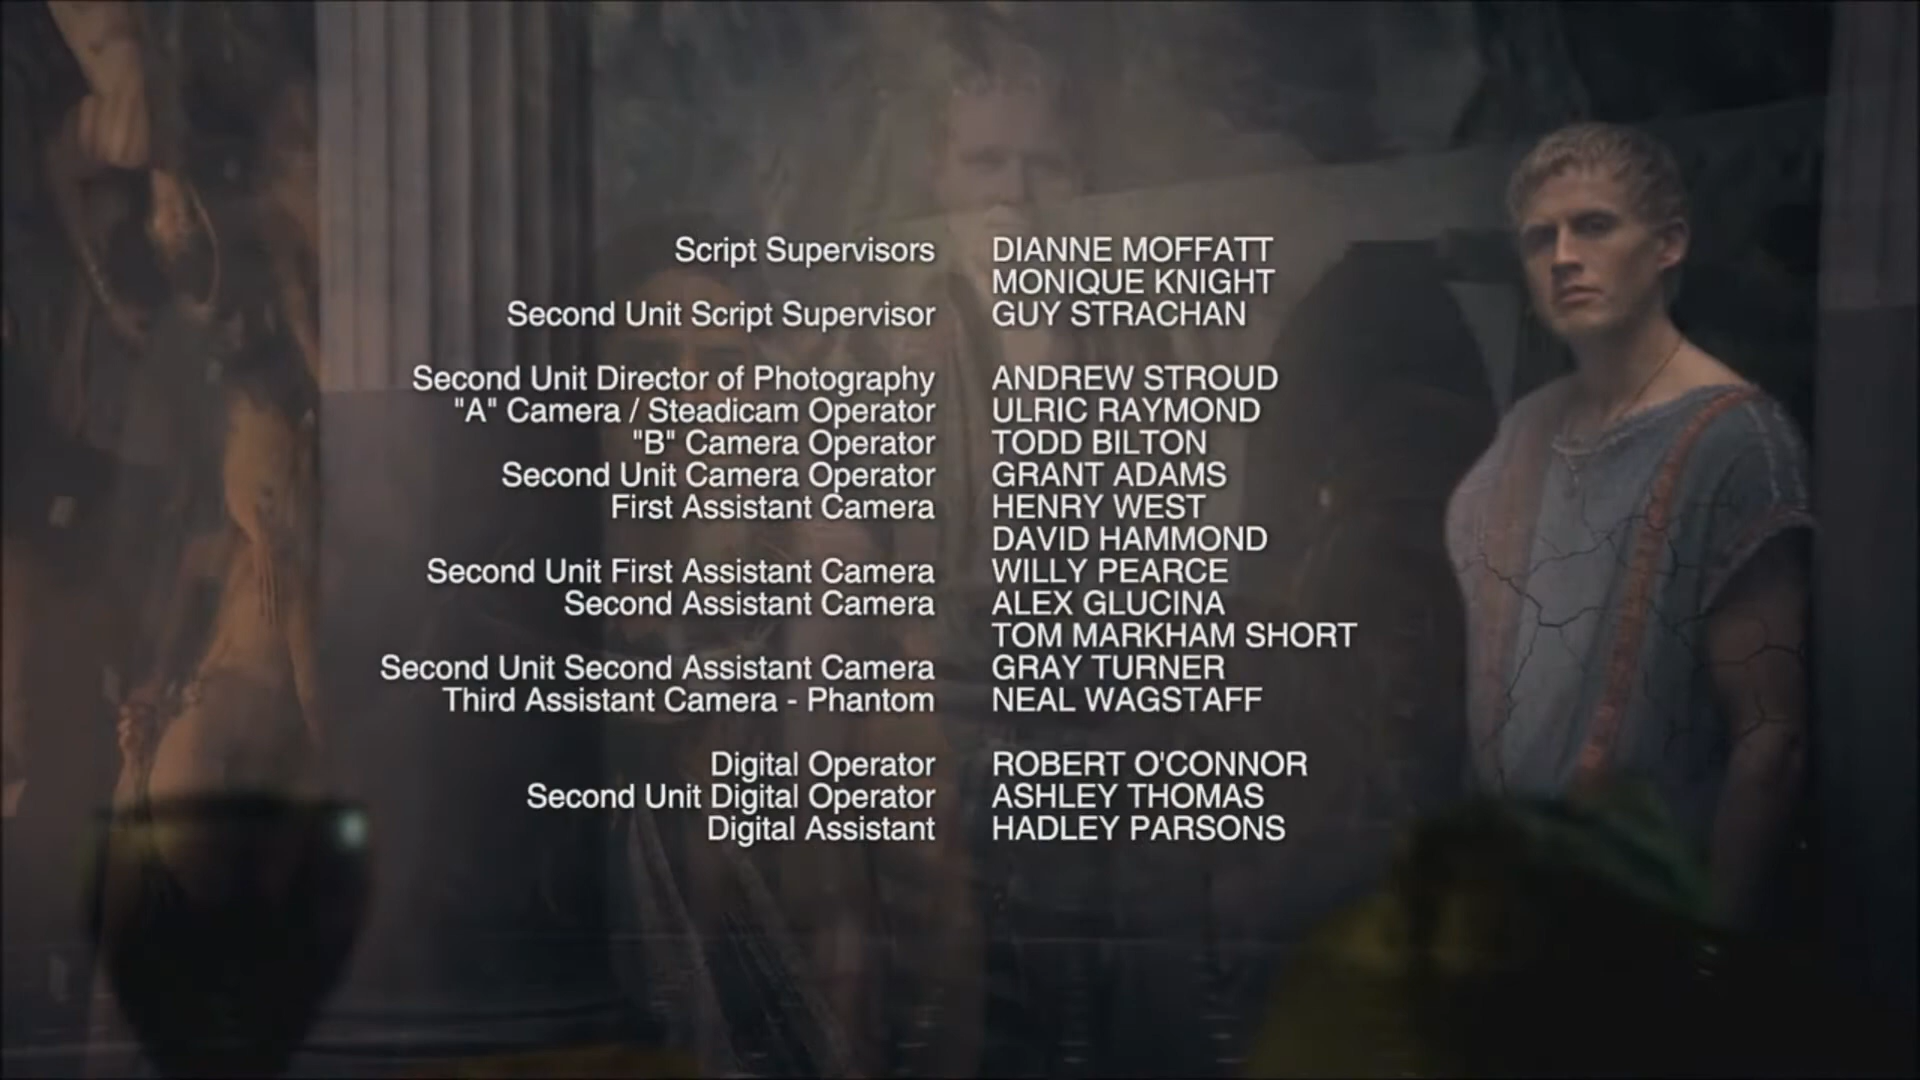 Script Supervisors DIANNE MOFFATT
MONIQUE KNIGHT
Second Unit Script Supervisor GUY STRACHAN
Second Unit Director of Photography ANDREW STROUD
"A" Camera / Steadicam Operator ULRIC RAYMOND
"B" Camera Operator TODD BILTON
Second Unit Camera Operator GRANT ADAMS
First Assistant Camera HENRY WEST
DAVID HAMMOND
Second Unit First Assistant Camera WILLY PEARCE
Second Assistant Camera ALEX GLUCINA
TOM MARKHAM SHORT
Second Unit Second Assistant Camera GRAY TURNER
Third Assistant Camera - Phantom NEAL WAGSTAFF
Digital Operator ROBERT O'CONNOR
Second Unit Digital Operator ASHLEY THOMAS
Digital Assistant HADLEY PARSONS